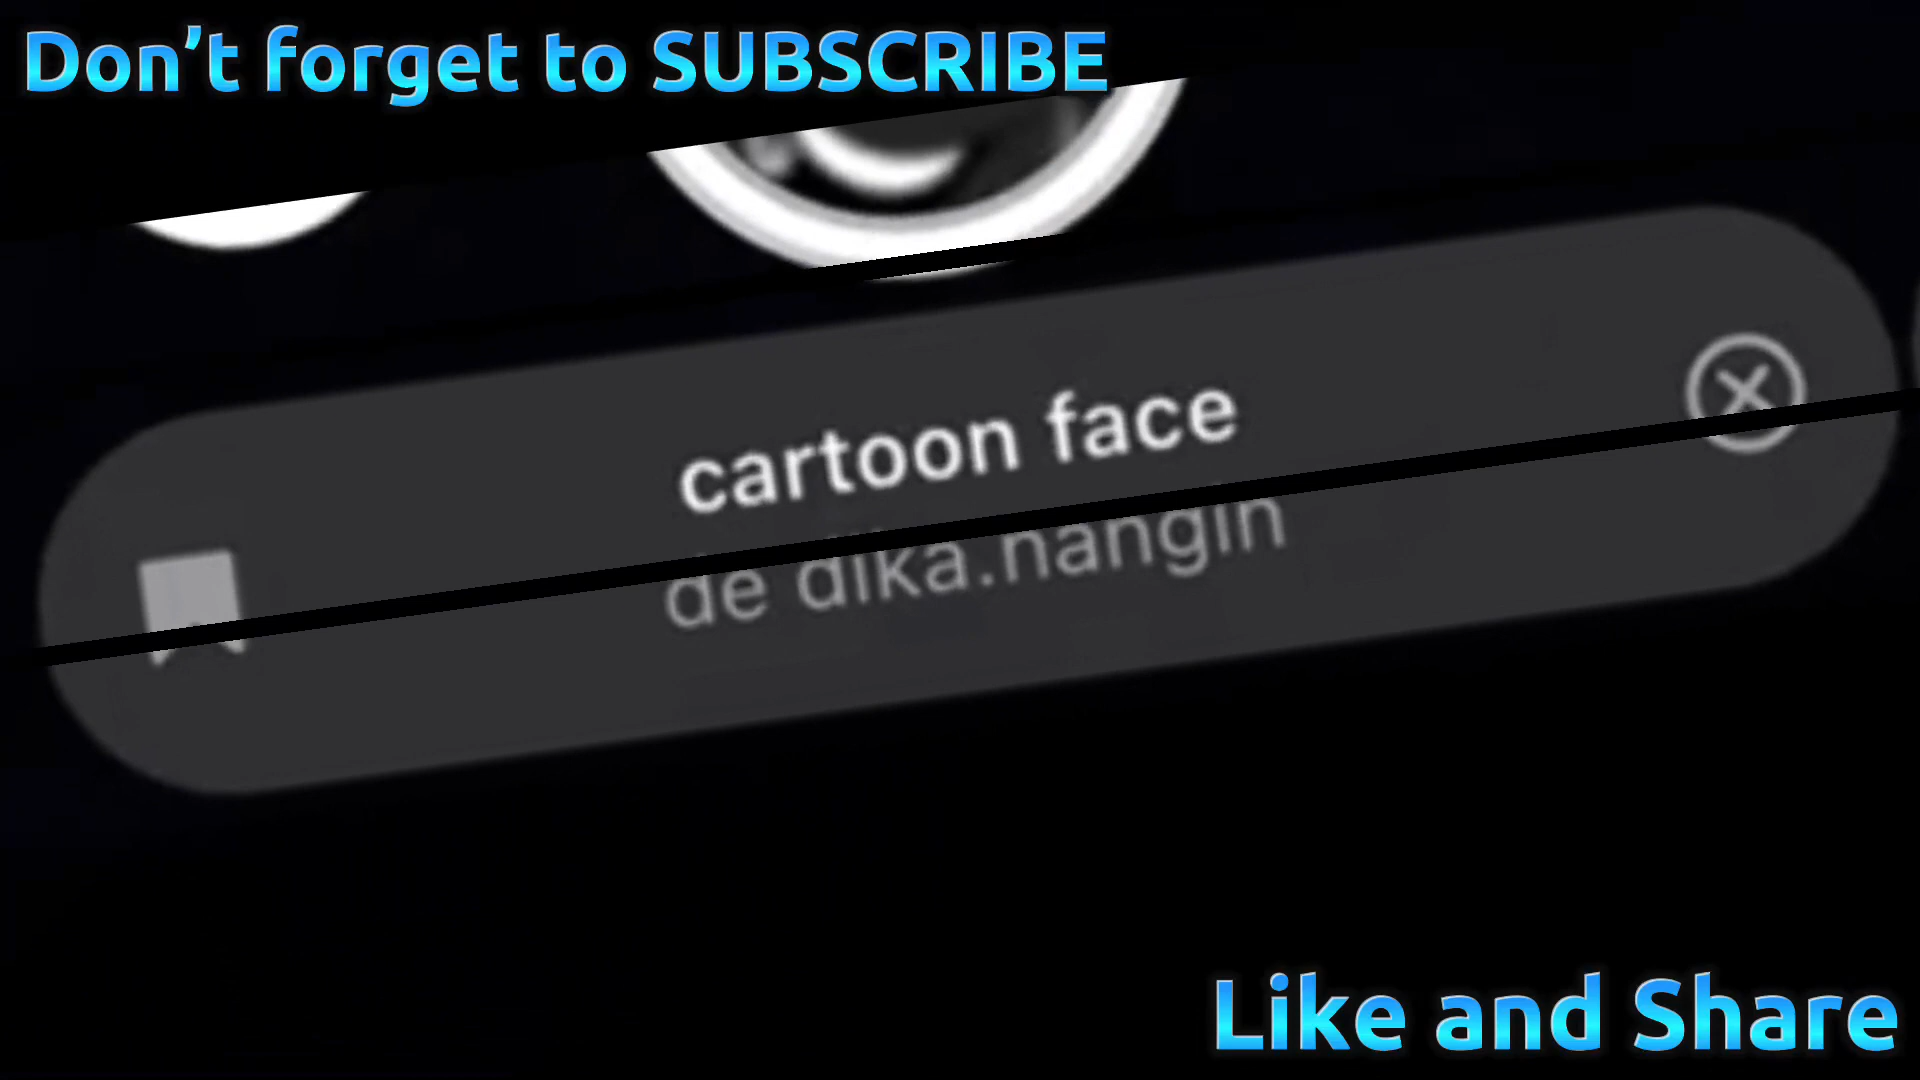 Don't forget to SUBSCRIBE
cartoon face
de dika.nangin
Like and Share